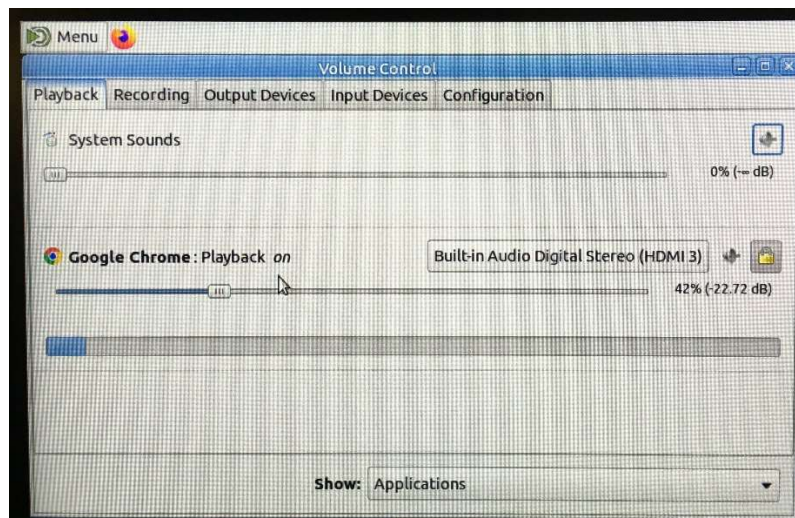 Menu
Volume Control
Playback Recording Output Devices Input Devices Configuration
System Sounds
0% (-∞ dB)
Google Chrome: Playback on Built-in Audio Digital Stereo (HDMI 3)
42% (-22.72 dB)
Show: Applications